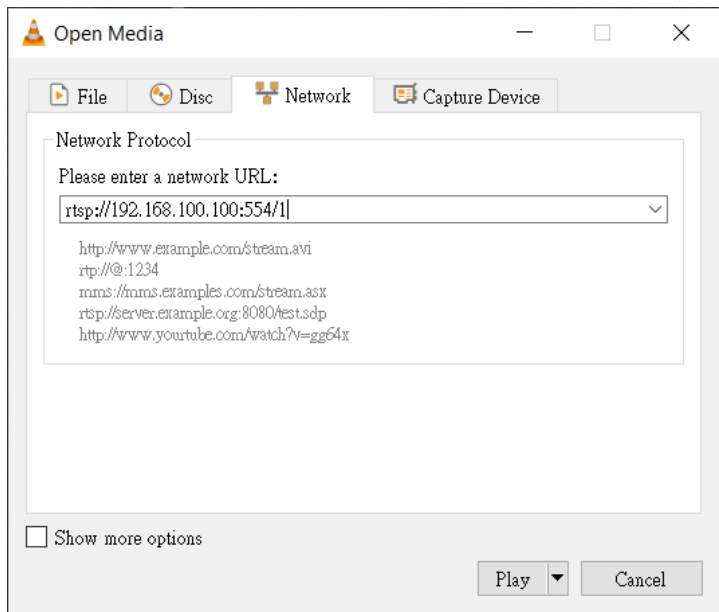 Open Media
File Disc Network Capture Device
Network Protocol
Please enter a network URL:
rtsp://192.168.100.100:554/1
http://www.example.com/stream.avi
rtp://@:1234
mms://mms.examples.com/stream.asx
rtsp://server.example.org:8080/test.sdp
http://www.yourtube.com/watch?v=gg64x
Show more options
Play Cancel